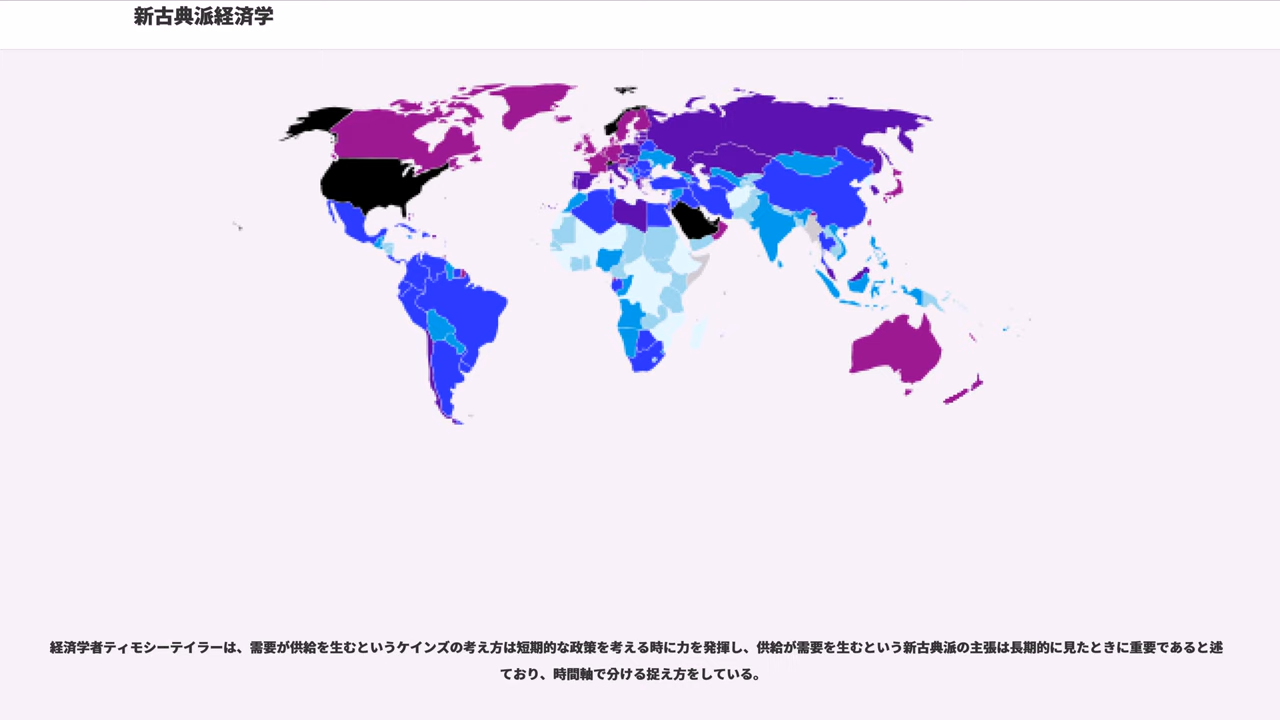 新古典派経済学
経済学者ティモシーテイラーは、需要が供給を生むというケインズの考え方は短期的な政策を考える時に力を発揮し、供給が需要を生むという新古典派の主張は長期的に見たときに重要であると述
ており、時間軸で分ける捉え方をしている。